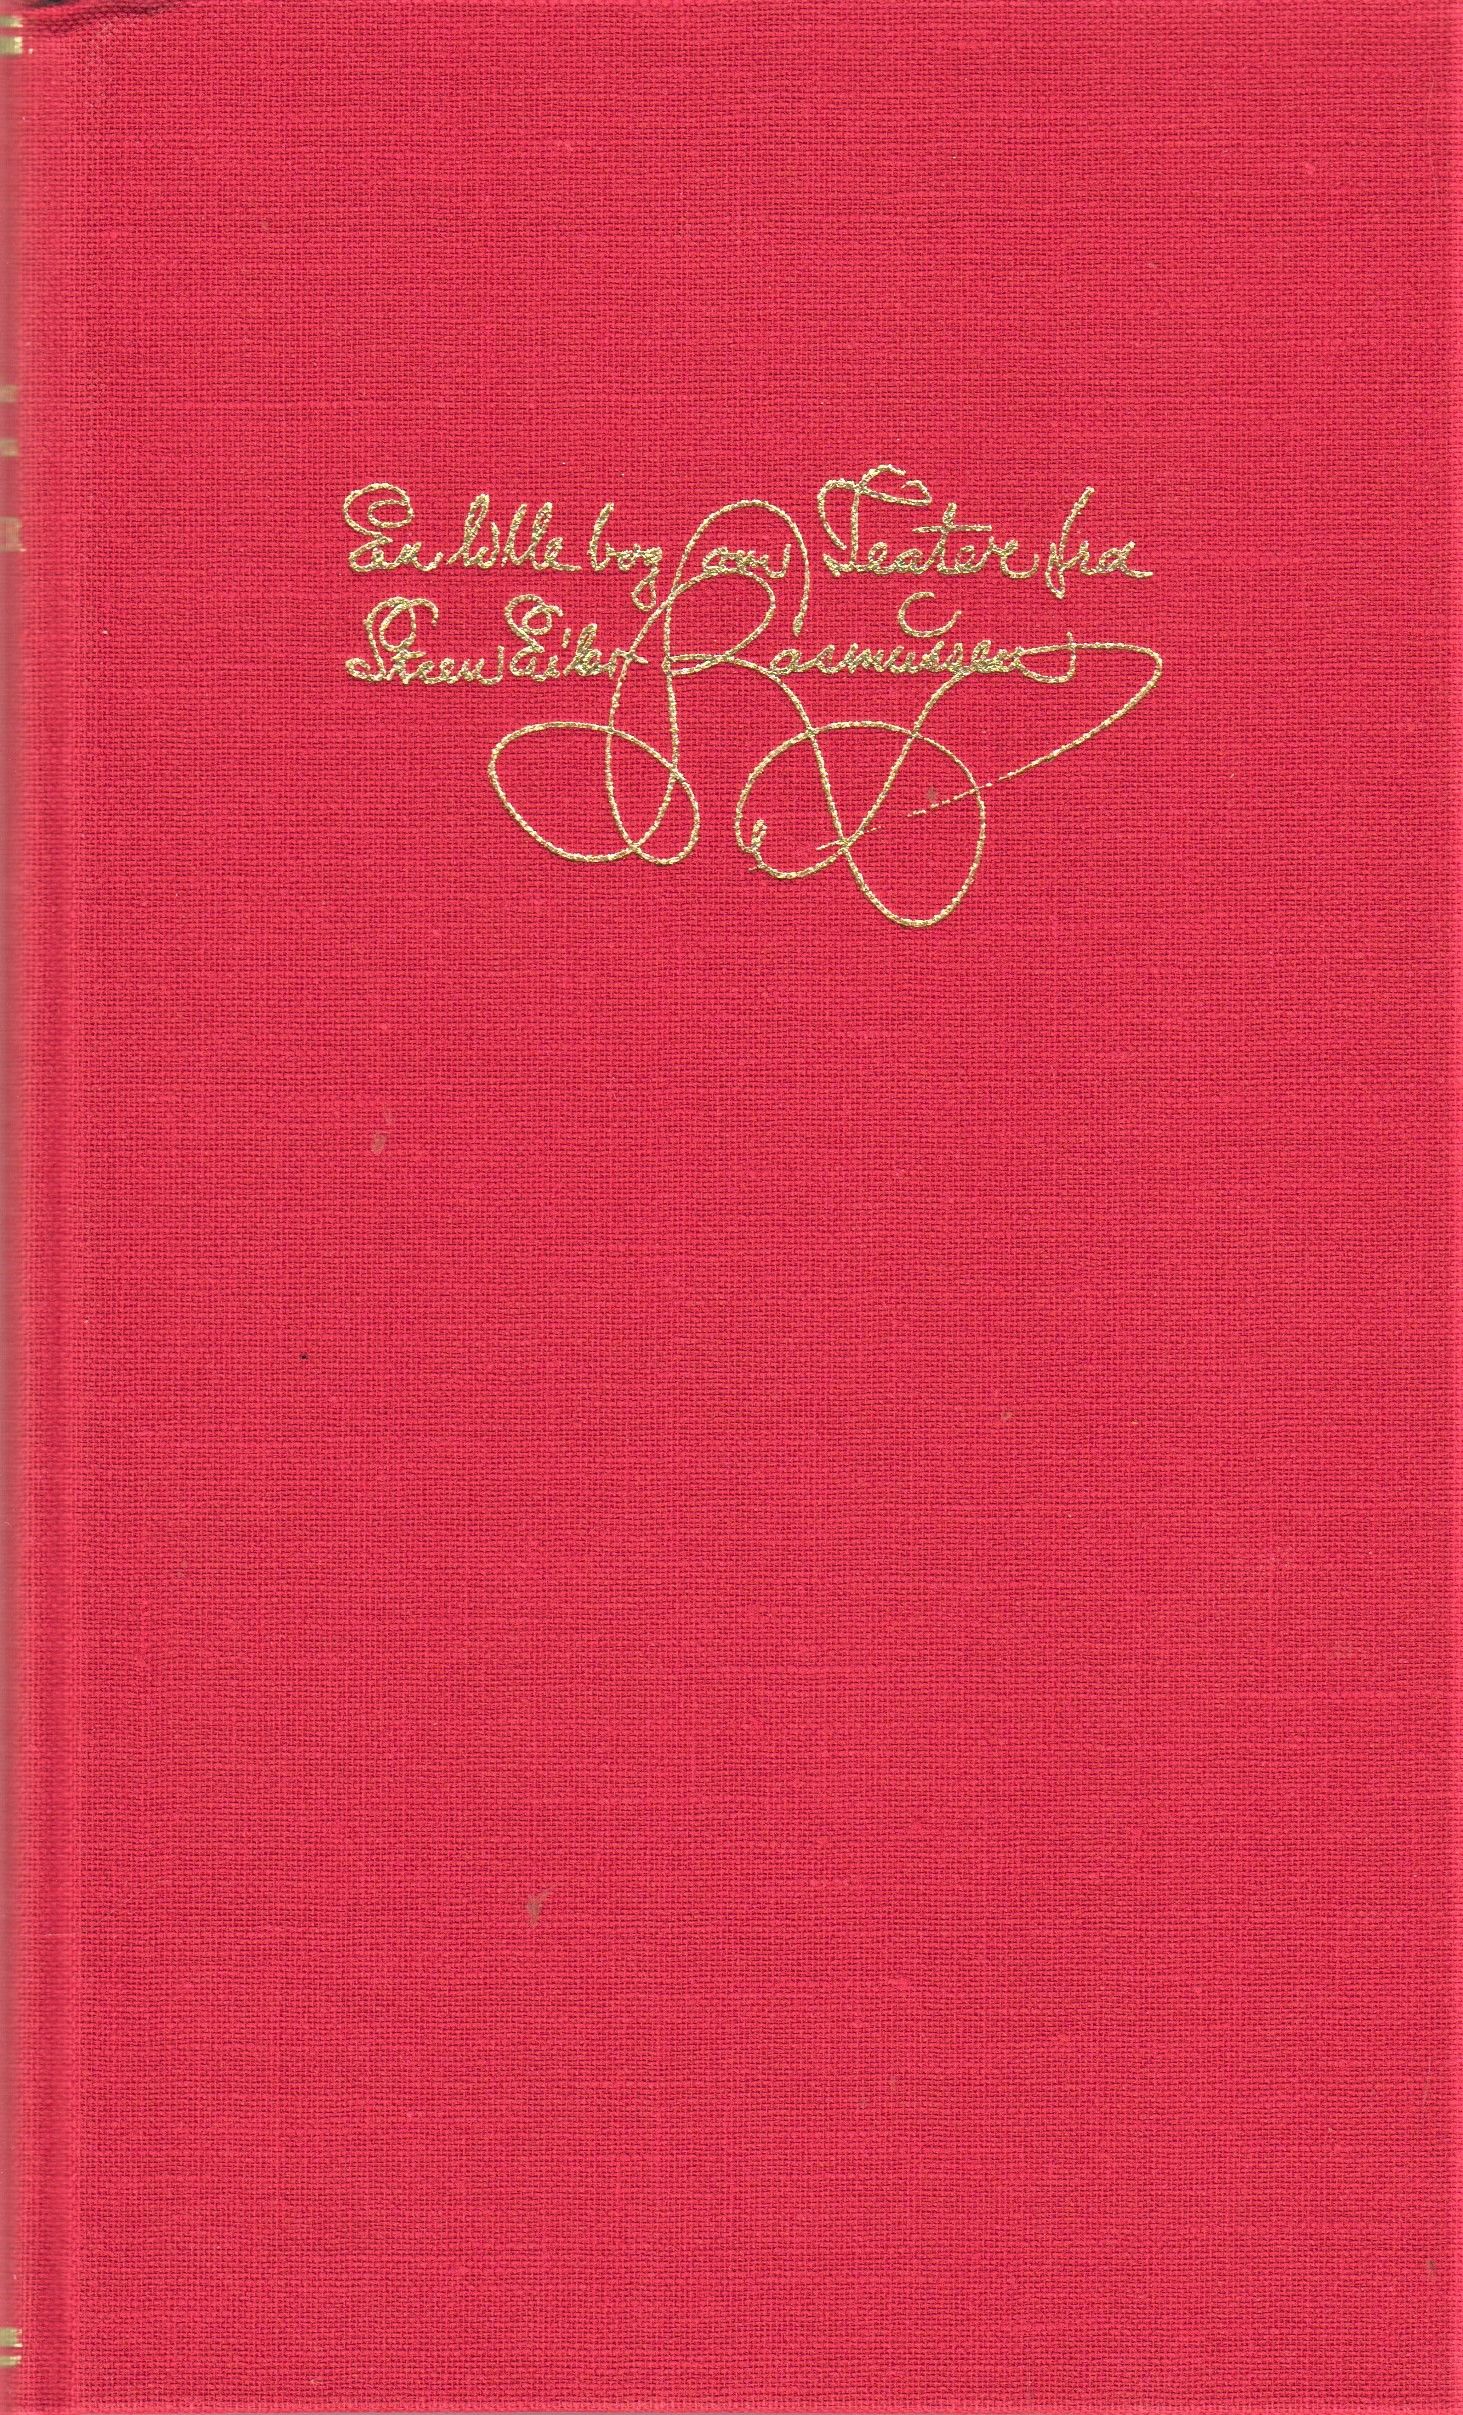 En lille bog om Teater fra
Steen Eiler Rasmussen